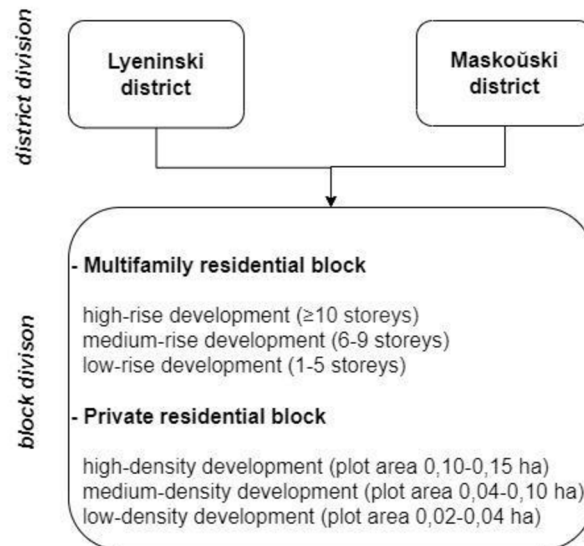 district division
Lyeninski
district
Maskoŭski
district
block divison
- Multifamily residential block
high-rise development (≥10 storeys)
medium-rise development (6-9 storeys)
low-rise development (1-5 storeys)
- Private residential block
high-density development (plot area 0,10-0,15 ha)
medium-density development (plot area 0,04-0,10 ha)
low-density development (plot area 0,02-0,04 ha)